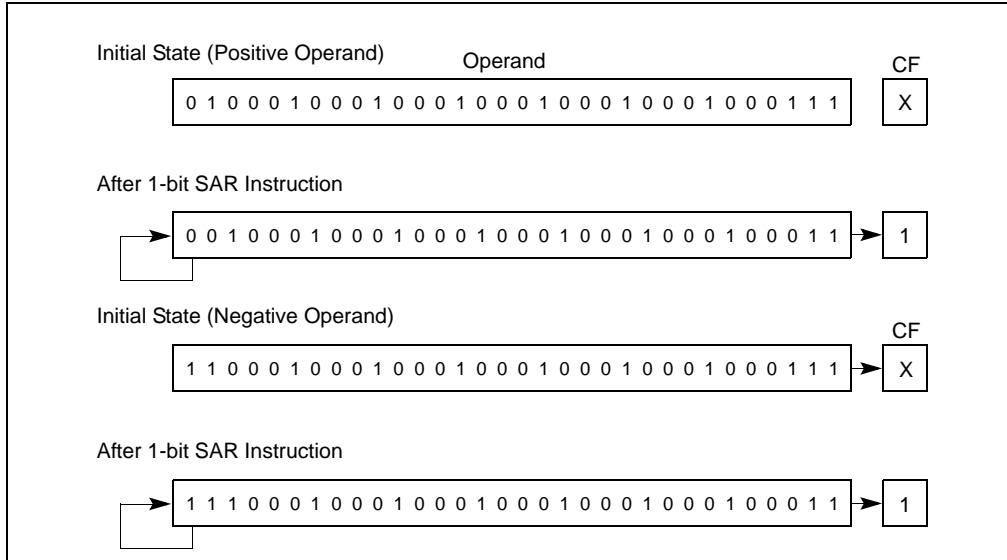 Initial State (Positive Operand)
Operand
CF
0 1 0 0 0 1 0 0 0 1 0 0 0 1 0 0 0 1 0 0 0 1 0 0 0 1 0 0 0 1 1 1
X
After 1-bit SAR Instruction
0 0 1 0 0 0 1 0 0 0 1 0 0 0 1 0 0 0 1 0 0 0 1 0 0 0 1 0 0 0 1 1
1
Initial State (Negative Operand)
CF
1 1 0 0 0 1 0 0 0 1 0 0 0 1 0 0 0 1 0 0 0 1 0 0 0 1 0 0 0 1 1 1
X
After 1-bit SAR Instruction
1 1 1 0 0 0 1 0 0 0 1 0 0 0 1 0 0 0 1 0 0 0 1 0 0 0 1 0 0 0 1 1
1